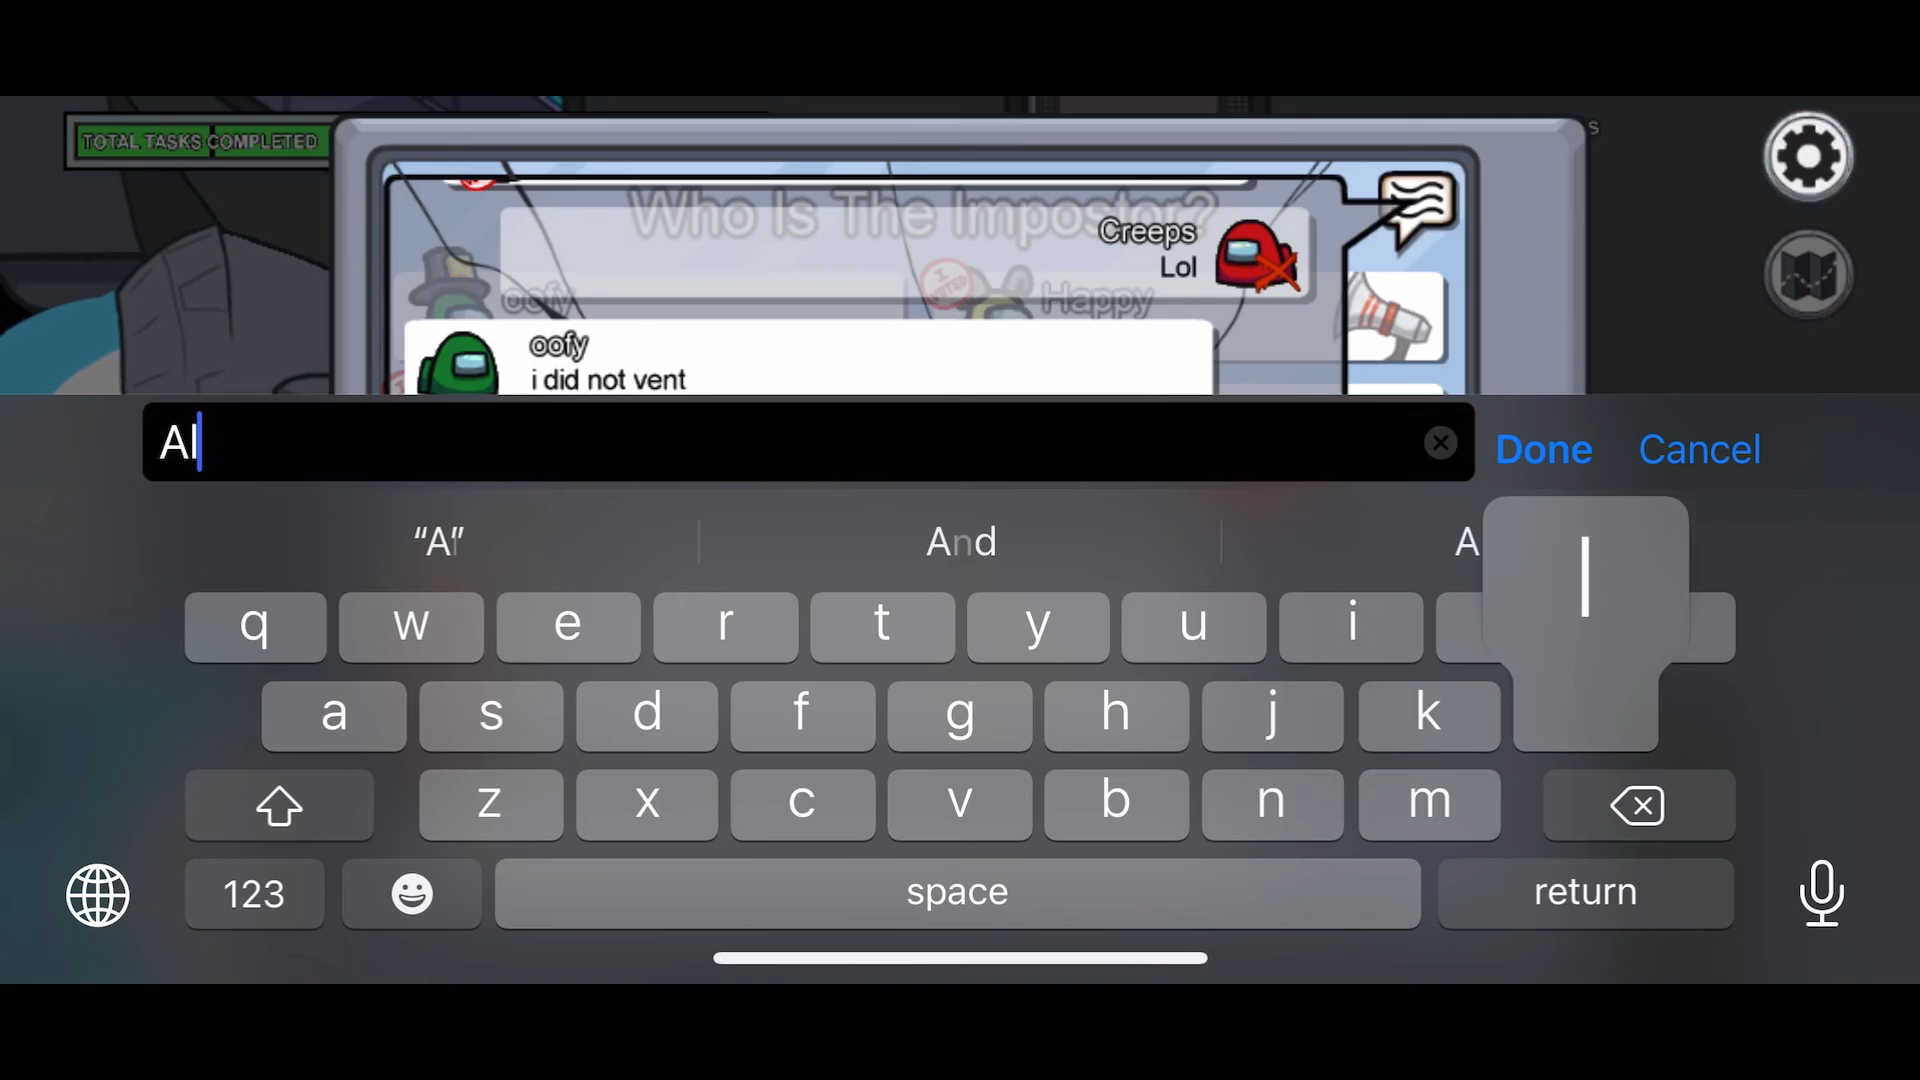 TOTAL TASKS COMPLETED
Who Is The Impostor?
Creeps
Lol
oofy
I VOTED
Happy
oofy
i did not vent
Al
Done
Cancel
“A”
And
A
l
q w e r t y u i
a s d f g h j k
z x c v b n m
123
space
return